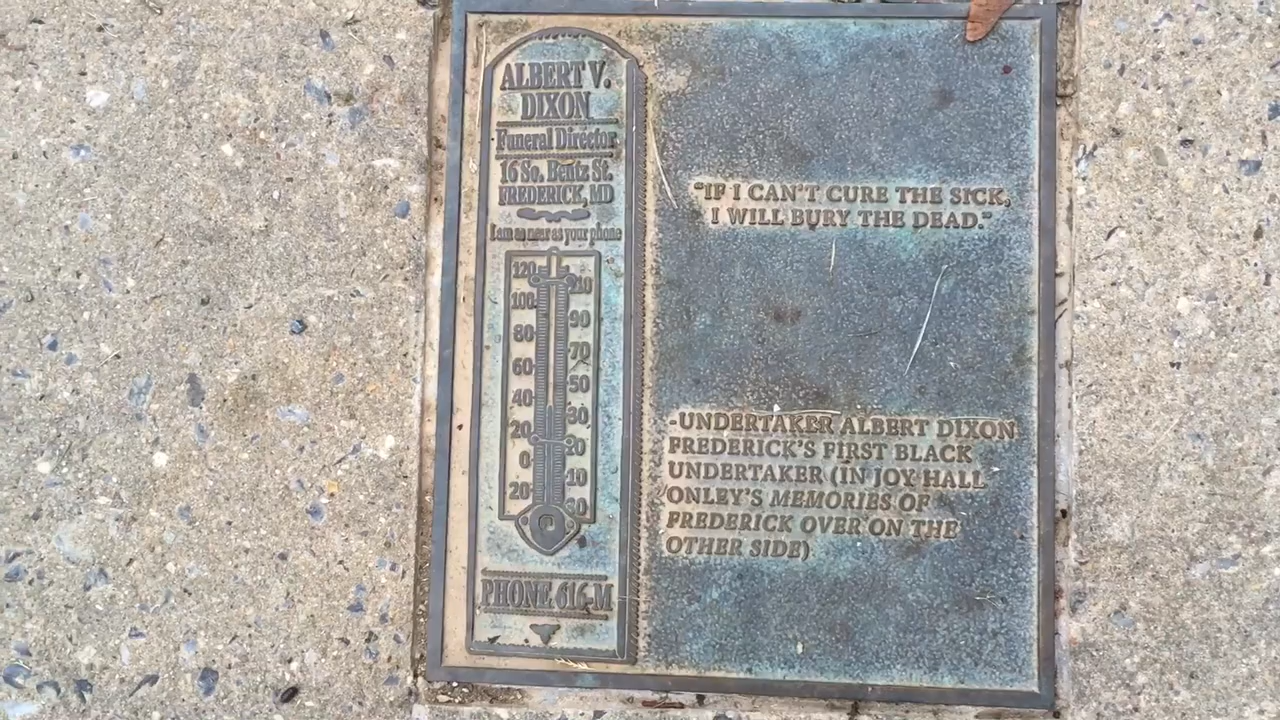 ALBERT V.
DIXON
Funeral Director
16 So. Bentz St.
FREDERICK, MD
I am as near as your phone
120
110
100
90
80
70
60
50
40
30
20
20
0
10
20
30
PHONE 616-M
"IF I CAN'T CURE THE SICK,
I WILL BURY THE DEAD."
-UNDERTAKER ALBERT DIXON
FREDERICK'S FIRST BLACK
UNDERTAKER (IN JOY HALL
ONLEY'S MEMORIES OF
FREDERICK OVER ON THE
OTHER SIDE)